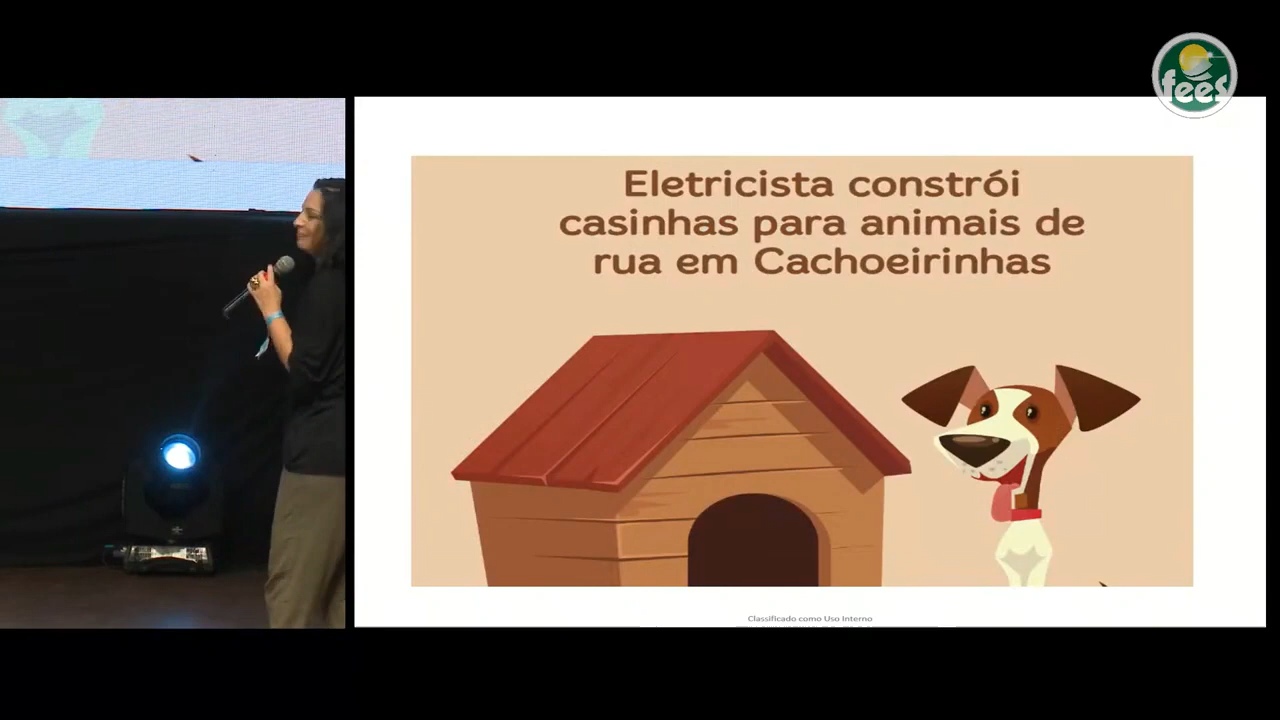 fees
Eletricista constrói
casinhas para animais de
rua em Cachoeirinhas
Classificado como Uso Interno